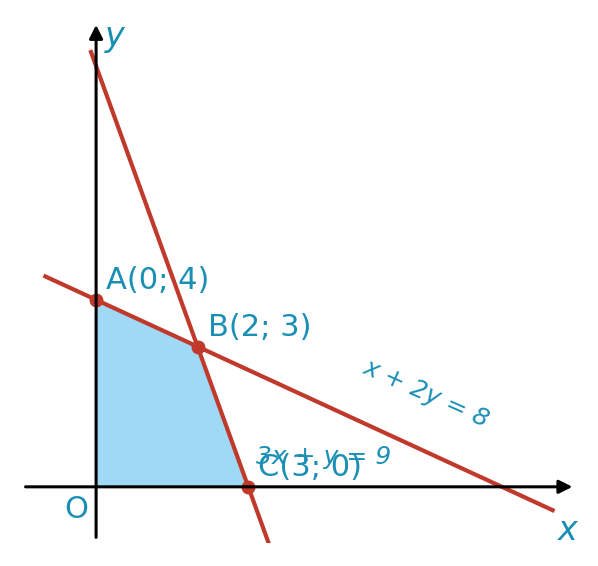 y
A(0; 4)
B(2; 3)
x + 2y = 8
3x + y = 9
C(3; 0)
O
x